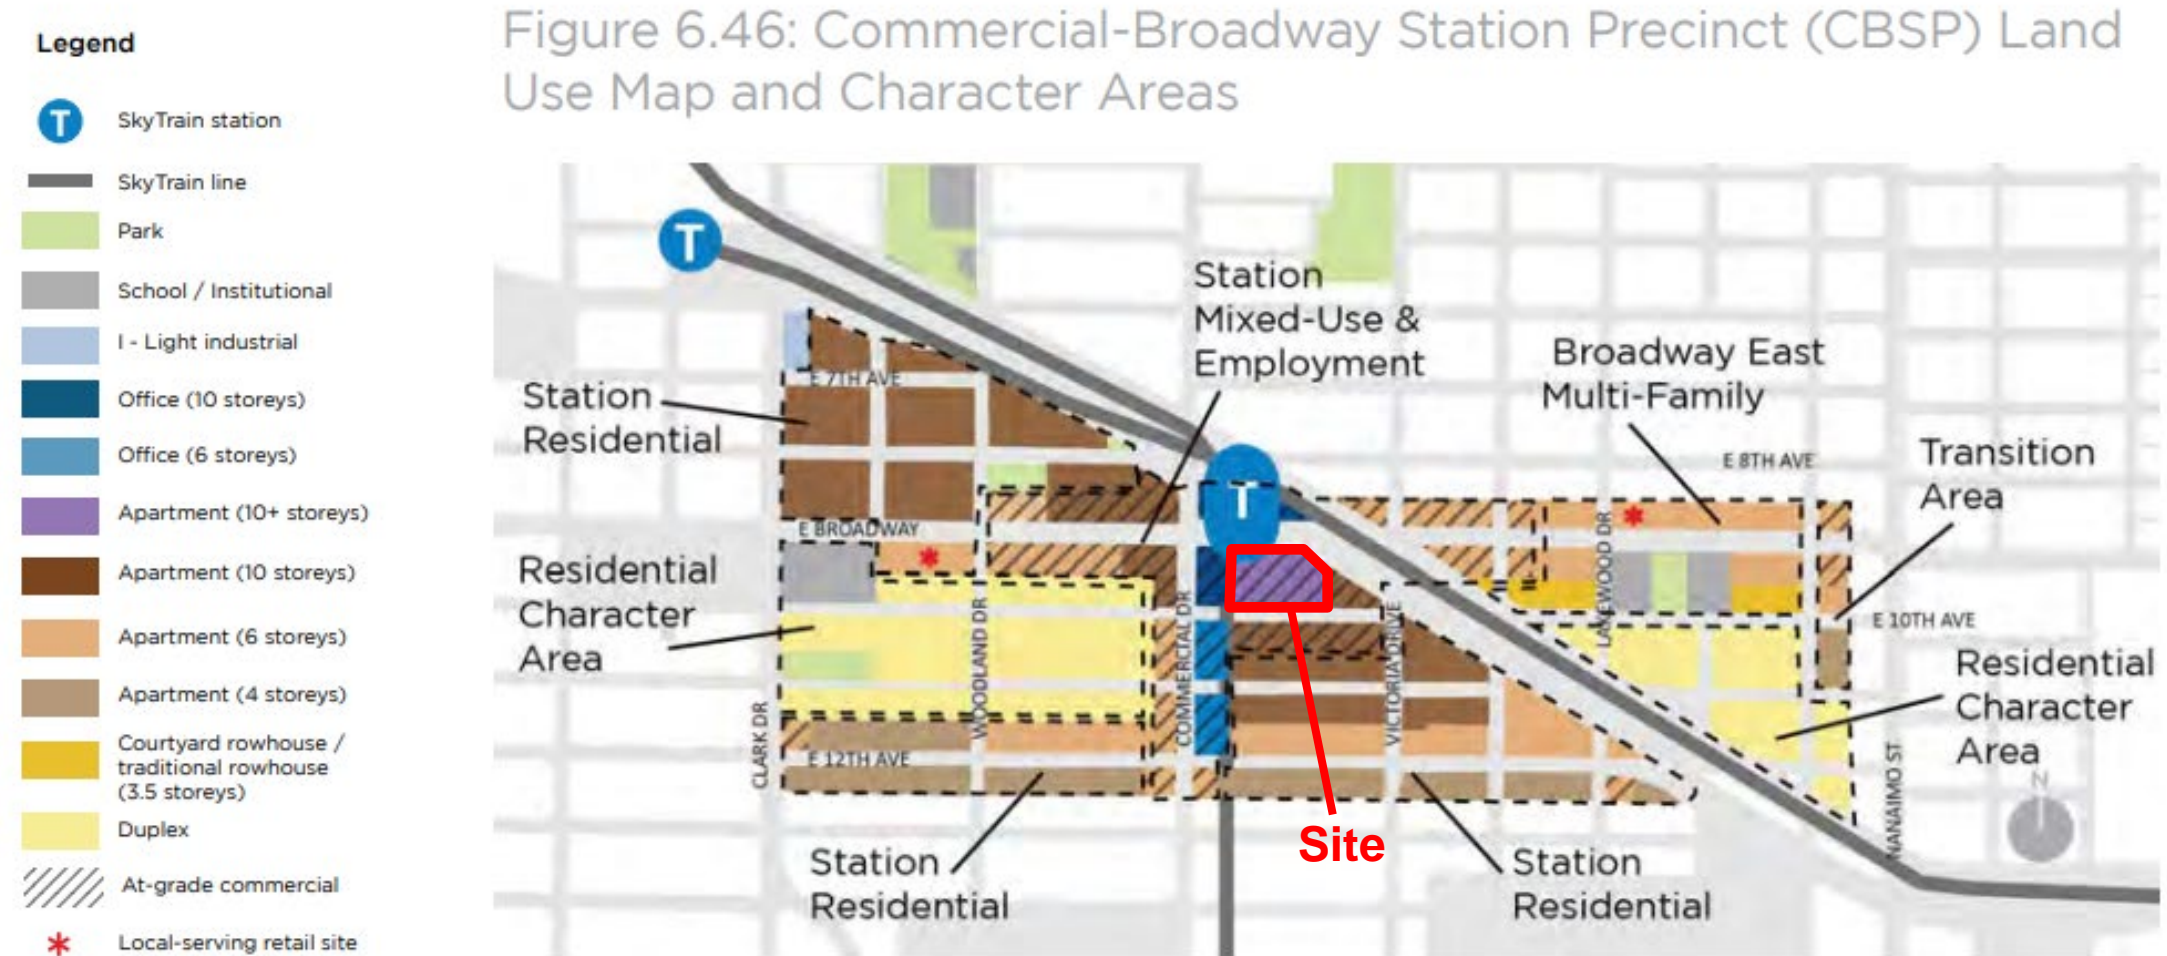 Figure 6.46: Commercial-Broadway Station Precinct (CBSP) Land
Use Map and Character Areas
Legend
T
SkyTrain station
SkyTrain line
Park
School / Institutional
I - Light industrial
Office (10 storeys)
Office (6 storeys)
Apartment (10+ storeys)
Apartment (10 storeys)
Apartment (6 storeys)
Apartment (4 storeys)
Courtyard rowhouse /
traditional rowhouse
(3.5 storeys)
Duplex
At-grade commercial
Local-serving retail site
T
Station
Mixed-Use &
Employment
Broadway East
Multi-Family
E 7TH AVE
Station
Residential
E 8TH AVE
Transition
Area
T
E BROADWAY
LAKEWOOD DR
Residential
Character
Area
WOODLAND DR
COMMERCIAL DR
VICTORIA DRIVE
E 10TH AVE
Residential
Character
Area
CLARK DR
E 12TH AVE
NANAIMO ST
N
Site
Station
Residential
Station
Residential